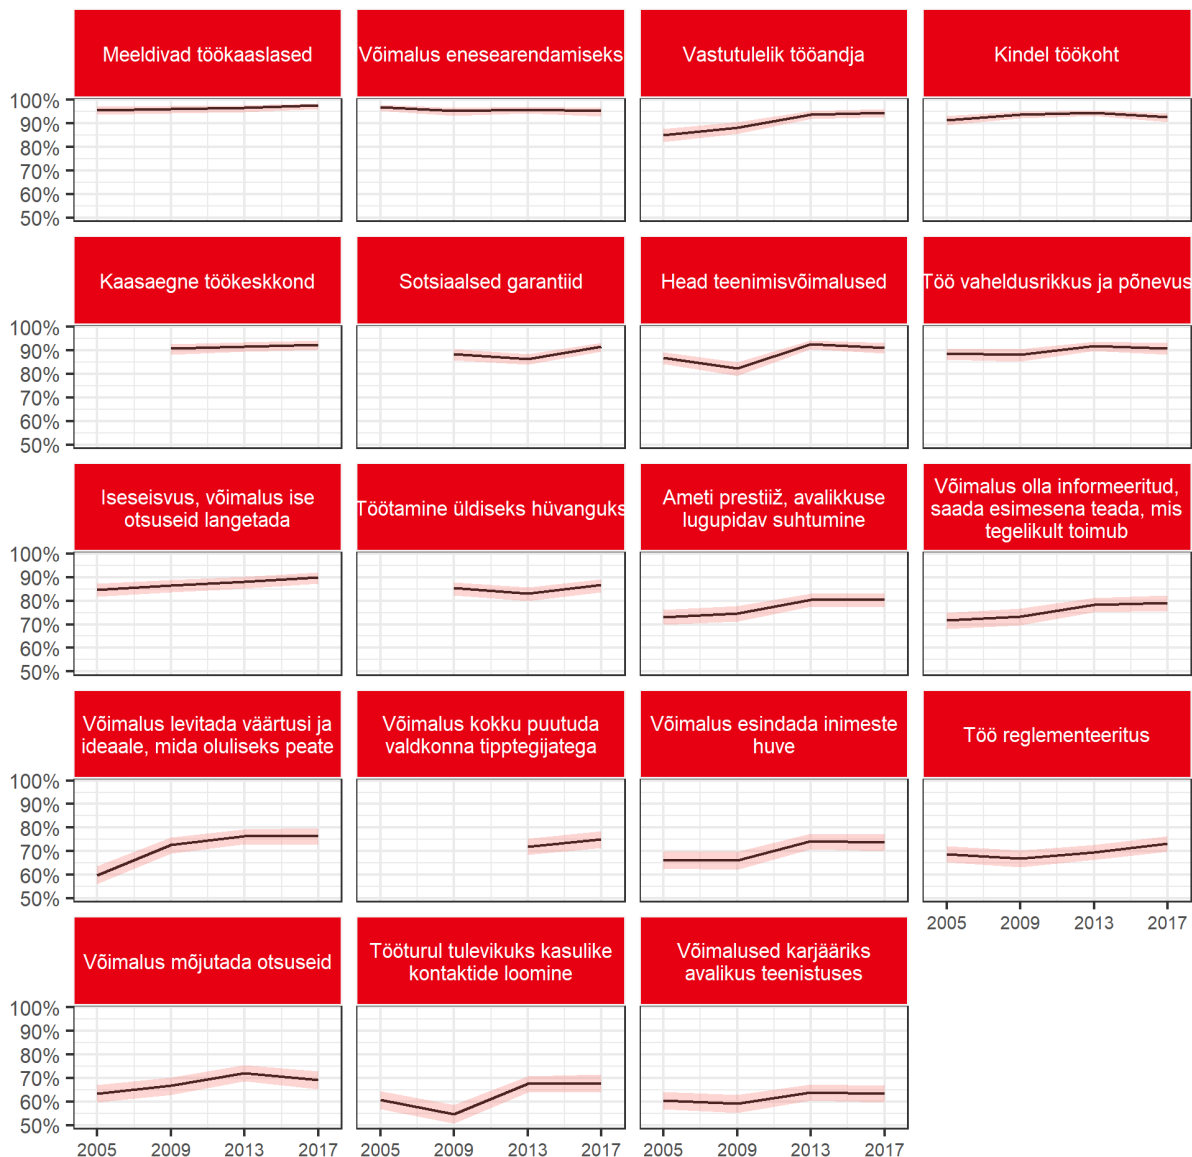 Meeldivad töökaaslased
Võimalus enesearendamiseks
Vastutulelik tööandja
Kindel töökoht
100%
90%
80%
70%
60%
50%
Kaasaegne töökeskkond
Sotsiaalsed garantiid
Head teenimisvõimalused
Töö vaheldusrikkus ja põnevus
100%
90%
80%
70%
60%
50%
Iseseisvus, võimalus ise
otsuseid langetada
Töötamine üldiseks hüvanguks
Ameti prestiiž, avalikkuse
lugupidav suhtumine
Võimalus olla informeeritud,
saada esimesena teada, mis
tegelikult toimub
100%
90%
80%
70%
60%
50%
Võimalus levitada väärtusi ja
ideaale, mida oluliseks peate
Võimalus kokku puutuda
valdkonna tipptegijatega
Võimalus esindada inimeste
huve
Töö reglementeeritus
100%
90%
80%
70%
60%
50%
2005 2009 2013 2017
Võimalus mõjutada otsuseid
Tööturul tulevikuks kasulike
kontaktide loomine
Võimalused karjääriks
avalikus teenistuses
100%
90%
80%
70%
60%
50%
2005 2009 2013 2017
2005 2009 2013 2017
2005 2009 2013 2017